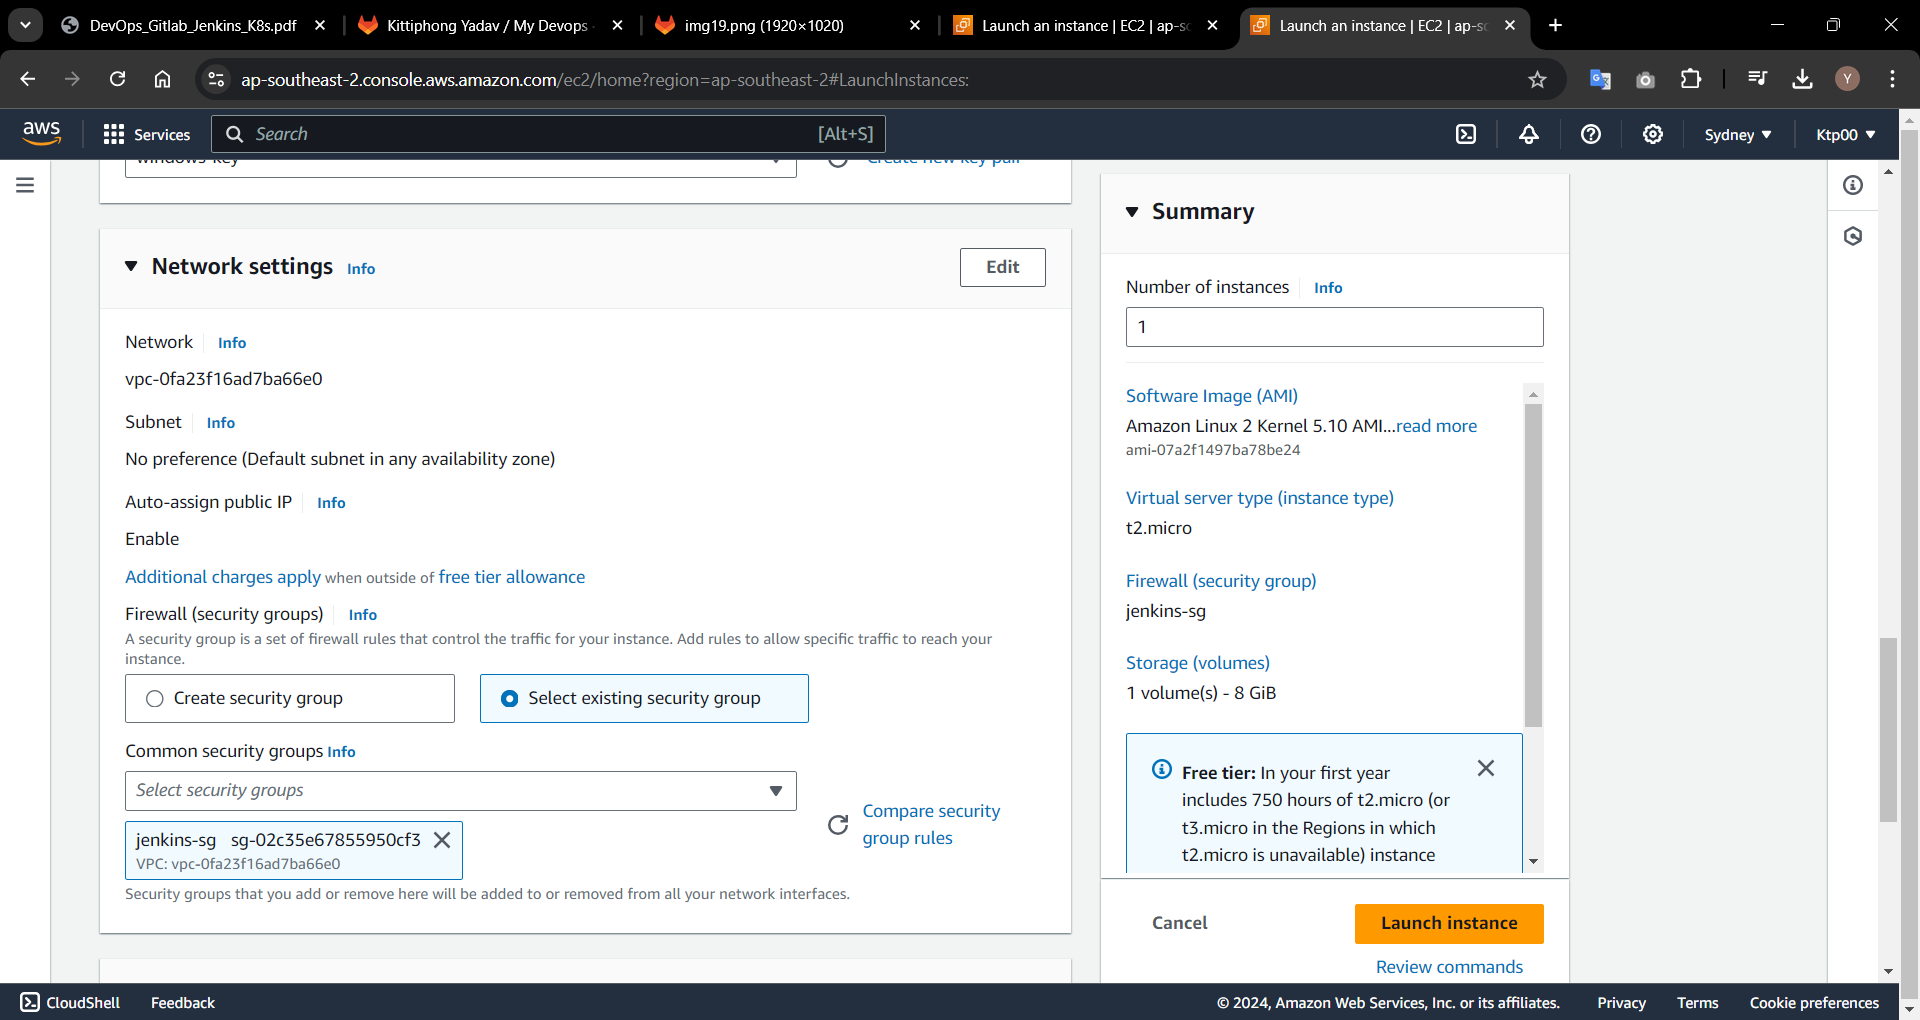 DevOps_Gitlab_Jenkins_K8s.pdf
Kittiphong Yadav / My Devops
img19.png (1920×1020)
Launch an instance | EC2 | ap-so
Launch an instance | EC2 | ap-so
ap-southeast-2.console.aws.amazon.com/ec2/home?region=ap-southeast-2#LaunchInstances:
Y
aws
Services
Search
[Alt+S]
Sydney
Ktp00
windows-key
Create new key pair
Network settings Info
Edit
Network Info
vpc-0fa23f16ad7ba66e0
Subnet Info
No preference (Default subnet in any availability zone)
Auto-assign public IP Info
Enable
Additional charges apply when outside of free tier allowance
Firewall (security groups) Info
A security group is a set of firewall rules that control the traffic for your instance. Add rules to allow specific traffic to reach your
instance.
Create security group
Select existing security group
Common security groups Info
Select security groups
jenkins-sg sg-02c35e67855950cf3
VPC: vpc-0fa23f16ad7ba66e0
Compare security
group rules
Security groups that you add or remove here will be added to or removed from all your network interfaces.
Summary
Number of instances Info
1
Software Image (AMI)
Amazon Linux 2 Kernel 5.10 AMI...read more
ami-07a2f1497ba78be24
Virtual server type (instance type)
t2.micro
Firewall (security group)
jenkins-sg
Storage (volumes)
1 volume(s) - 8 GiB
Free tier: In your first year
includes 750 hours of t2.micro (or
t3.micro in the Regions in which
t2.micro is unavailable) instance
Cancel
Launch instance
Review commands
CloudShell
Feedback
© 2024, Amazon Web Services, Inc. or its affiliates.
Privacy
Terms
Cookie preferences